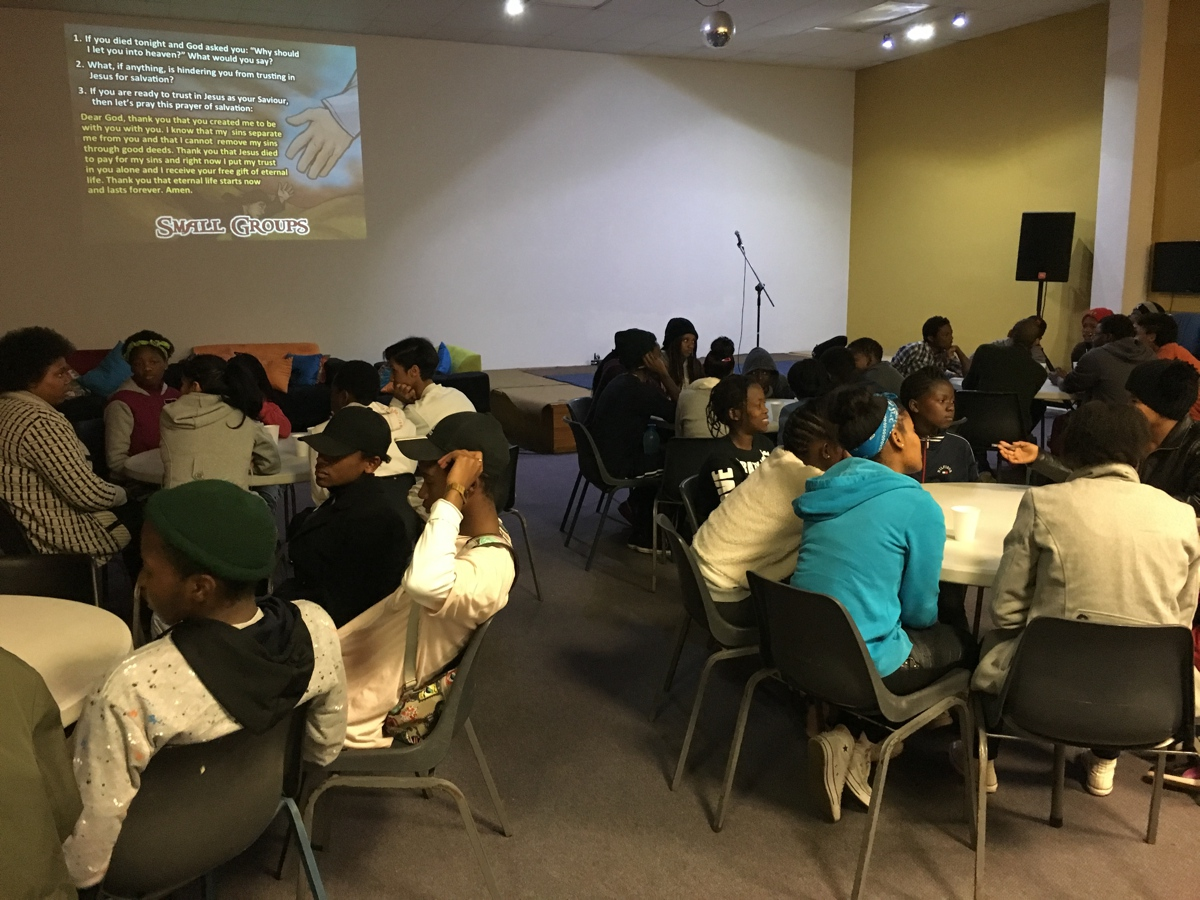 1. If you died tonight and God asked you: "Why should
I let you into heaven?" What would you say?
2. What, if anything, is hindering you from trusting in
Jesus for salvation?
3. If you are ready to trust in Jesus as your Saviour,
then let's pray this prayer of salvation:
Dear God, thank you that you created me to be
with you with you. I know that my sins separate
me from you and that I cannot remove my sins
through good deeds. Thank you that Jesus died
to pay for my sins and right now I put my trust
in you alone and I receive your free gift of eternal
life. Thank you that eternal life starts now
and lasts forever. Amen.
SMALL GROUPS